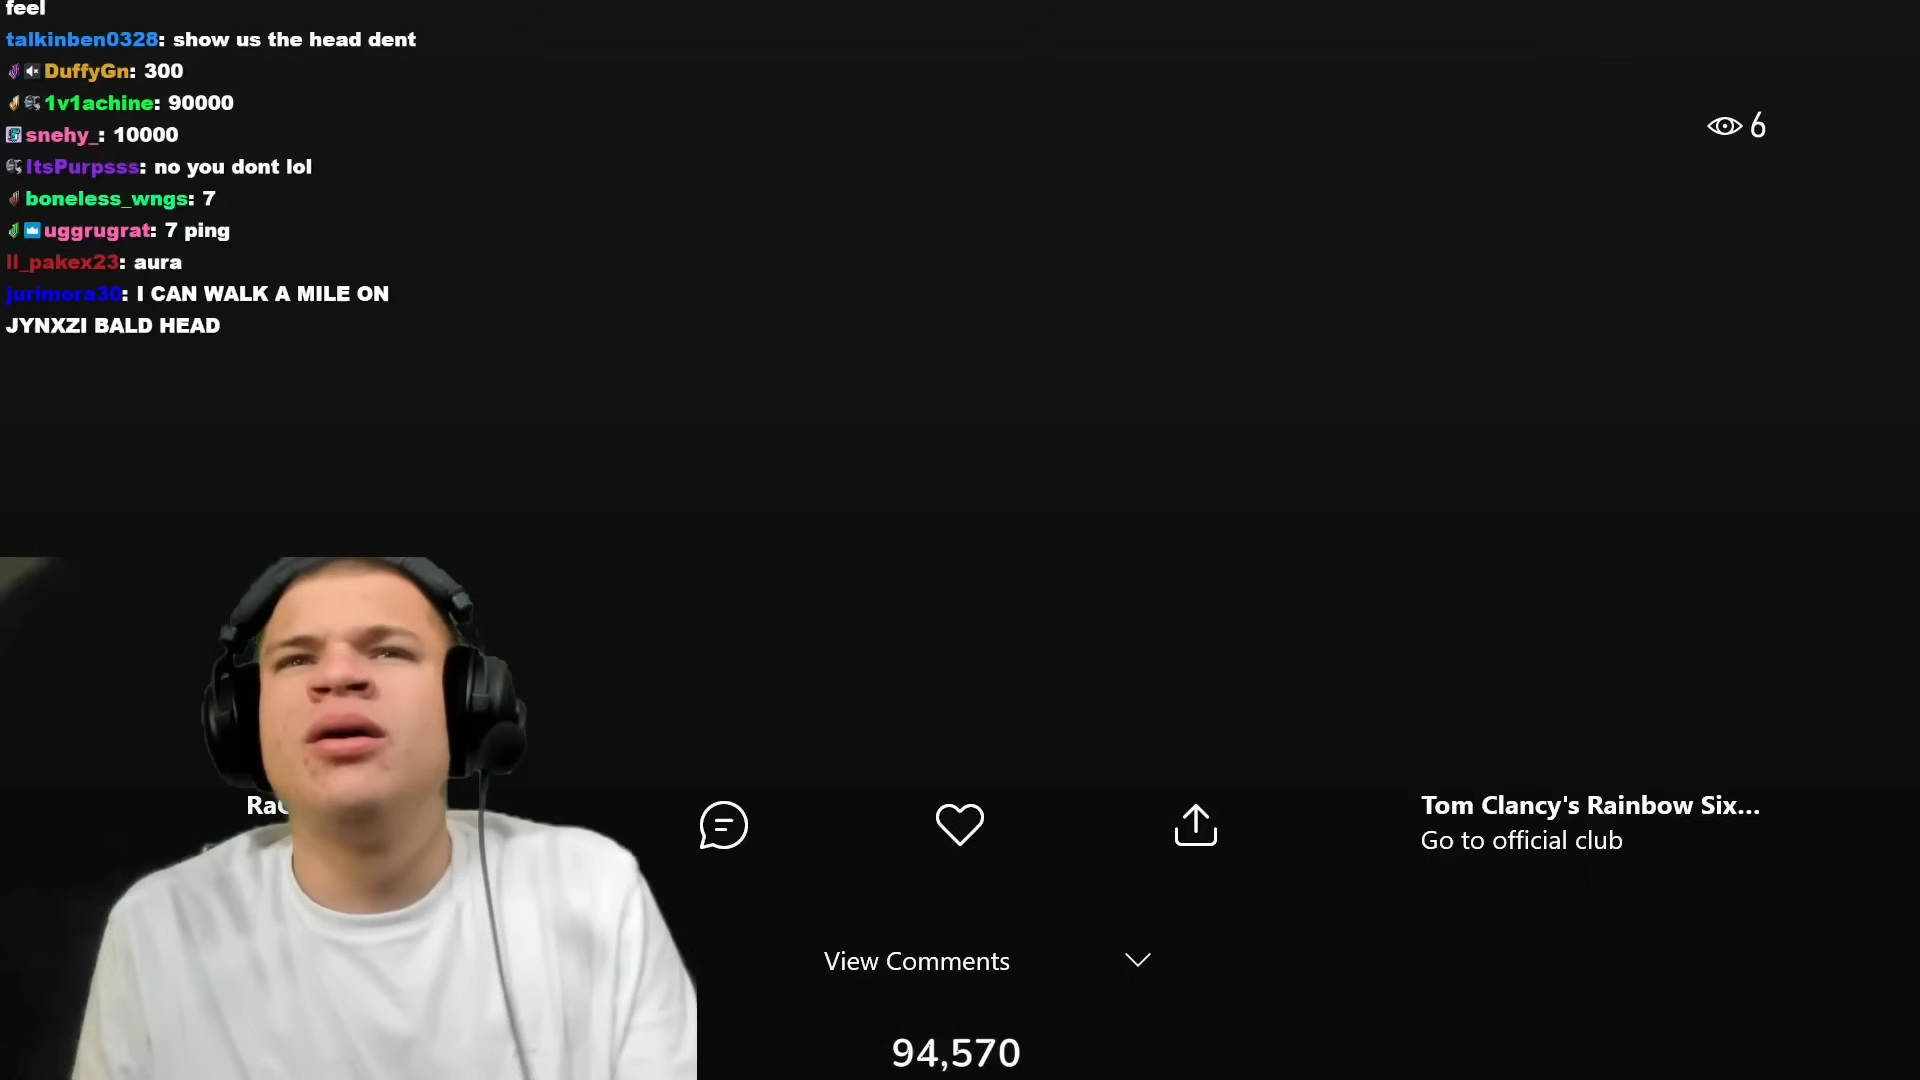 feel
talkinben0328: show us the head dent
DuffyGn: 300
1v1achine: 90000
snehy_: 10000
ItsPurpsss: no you dont lol
boneless_wngs: 7
uggrugrat: 7 ping
ll_pakex23: aura
jurimora30: I CAN WALK A MILE ON
JYNXZI BALD HEAD
6
Tom Clancy's Rainbow Six...
Go to official club
View Comments
94,570